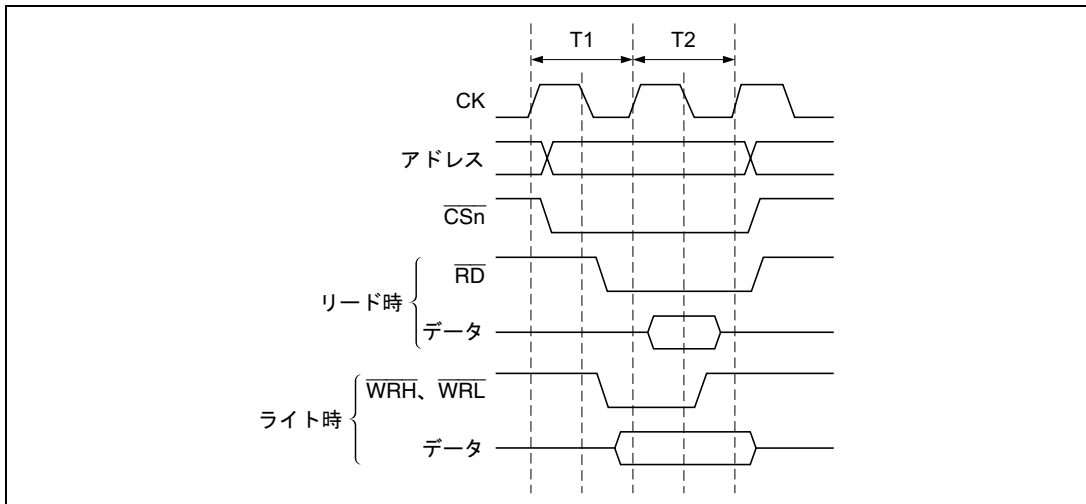 T1 T2
CK
アドレス
CSn
RD
リード時
データ
WRH、WRL
ライト時
データ